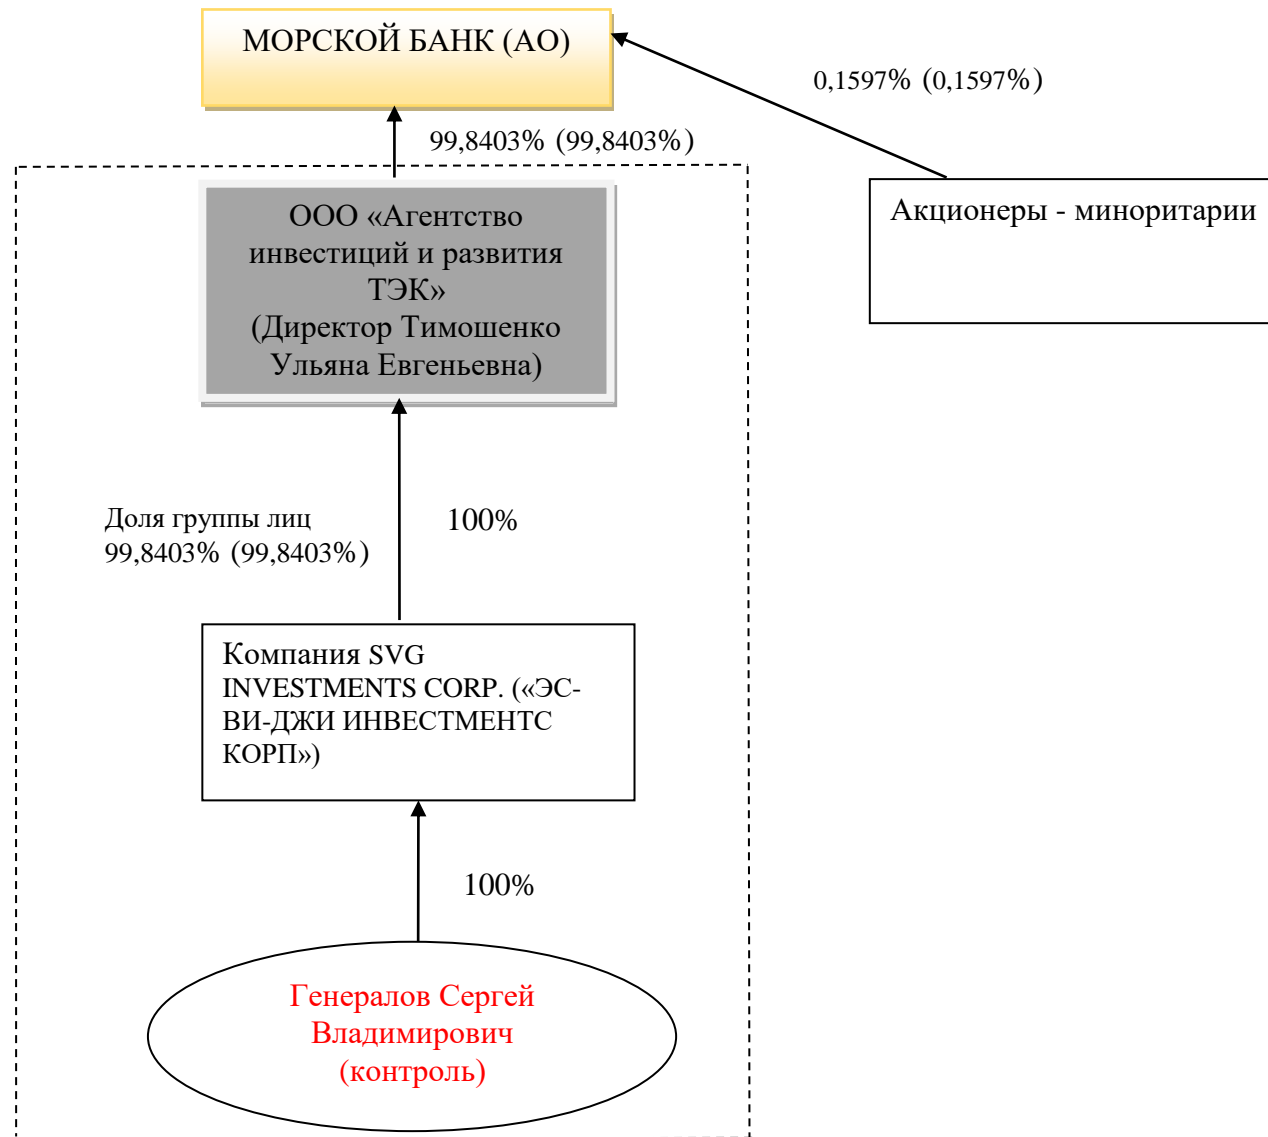 МОРСКОЙ БАНК (АО)
0,1597% (0,1597%)
99,8403% (99,8403%)
ООО «Агентство
инвестиций и развития
ТЭК»
(Директор Тимошенко
Ульяна Евгеньевна)
Акционеры - миноритарии
Доля группы лиц
99,8403% (99,8403%)
100%
Компания SVG
INVESTMENTS CORP. («ЭС-
ВИ-ДЖИ ИНВЕСТМЕНТС
КОРП»)
100%
Генералов Сергей
Владимирович
(контроль)